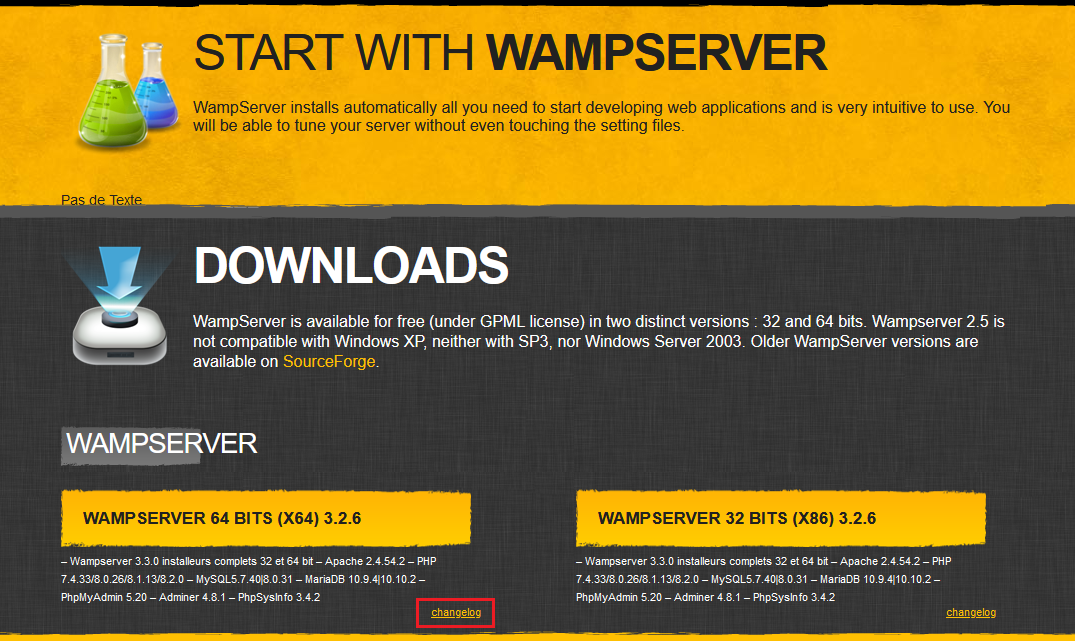 START WITH WAMPSERVER
WampServer installs automatically all you need to start developing web applications and is very intuitive to use. You
will be able to tune your server without even touching the setting files.
Pas de Texte
DOWNLOADS
WampServer is available for free (under GPML license) in two distinct versions : 32 and 64 bits. Wampserver 2.5 is
not compatible with Windows XP, neither with SP3, nor Windows Server 2003. Older WampServer versions are
available on SourceForge.
WAMPSERVER
WAMPSERVER 64 BITS (X64) 3.2.6
– Wampserver 3.3.0 installeurs complets 32 et 64 bit – Apache 2.4.54.2 – PHP
7.4.33/8.0.26/8.1.13/8.2.0 – MySQL5.7.40|8.0.31 – MariaDB 10.9.4|10.10.2 –
PhpMyAdmin 5.20 – Adminer 4.8.1 – PhpSysInfo 3.4.2
changelog
WAMPSERVER 32 BITS (X86) 3.2.6
– Wampserver 3.3.0 installeurs complets 32 et 64 bit – Apache 2.4.54.2 – PHP
7.4.33/8.0.26/8.1.13/8.2.0 – MySQL5.7.40|8.0.31 – MariaDB 10.9.4|10.10.2 –
PhpMyAdmin 5.20 – Adminer 4.8.1 – PhpSysInfo 3.4.2
changelog